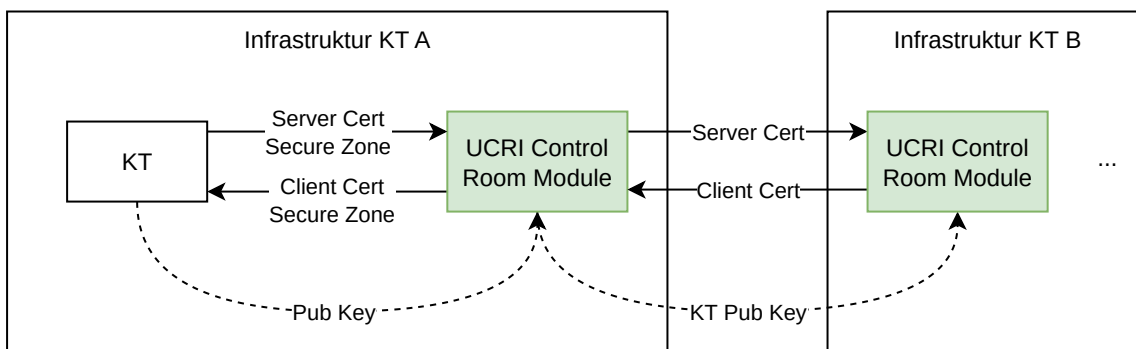 Infrastruktur KT A
Infrastruktur KT B
KT
Server Cert
Secure Zone
Client Cert
Secure Zone
UCRI Control
Room Module
Server Cert
Client Cert
UCRI Control
Room Module
...
Pub Key
KT Pub Key